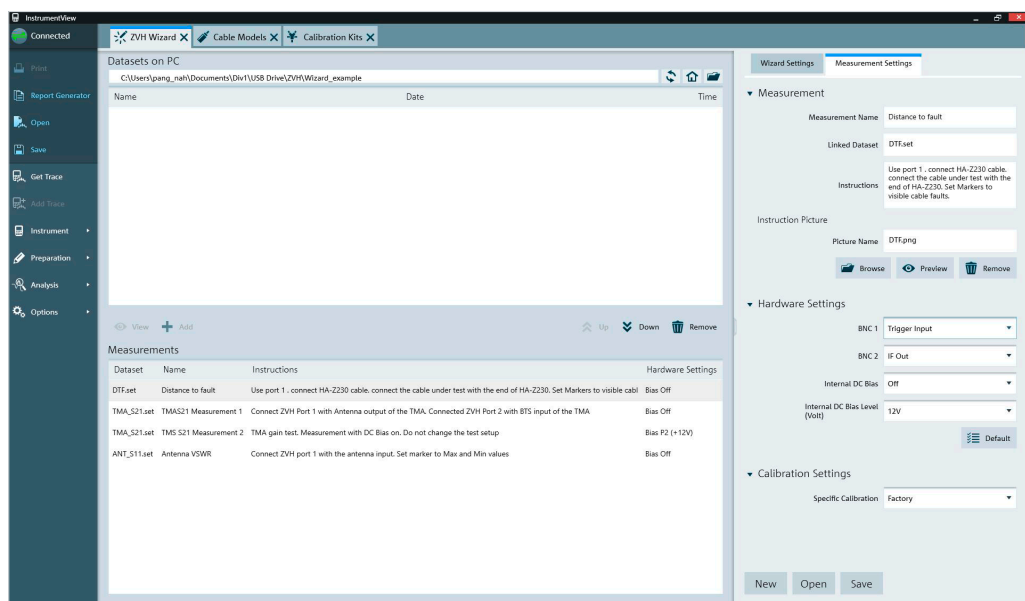 InstrumentView
Connected
Print
Report Generator
Open
Save
Get Trace
Add Trace
Instrument
Preparation
Analysis
Options
ZVH Wizard
Cable Models
Calibration Kits
Datasets on PC
C:\Users\pang_nah\Documents\Div1\USB Drive\ZVH\Wizard_example
Name Date Time
View Add Up Down Remove
Measurements
Dataset Name Instructions Hardware Settings
DTF.set Distance to fault Use port 1 . connect HA-Z230 cable. connect the cable under test with the end of HA-Z230. Set Markers to visible cabl Bias Off
TMA_S21.set TMAS21 Measurement 1 Connect ZVH Port 1 with Antenna output of the TMA. Connected ZVH Port 2 with BTS input of the TMA Bias Off
TMA_S21.set TMS S21 Measurement 2 TMA gain test. Measurement with DC Bias on. Do not change the test setup Bias P2 (+12V)
ANT_S11.set Antenna VSWR Connect ZVH port 1 with the antenna input. Set marker to Max and Min values Bias Off
Wizard Settings Measurement Settings
Measurement
Measurement Name Distance to fault
Linked Dataset DTF.set
Instructions
Use port 1 . connect HA-Z230 cable.
connect the cable under test with the
end of HA-Z230. Set Markers to
visible cable faults.
Instruction Picture
Picture Name DTF.png
Browse Preview Remove
Hardware Settings
BNC 1 Trigger Input
BNC 2 IF Out
Internal DC Bias Off
Internal DC Bias Level
(Volt)
12V
Default
Calibration Settings
Specific Calibration Factory
New Open Save